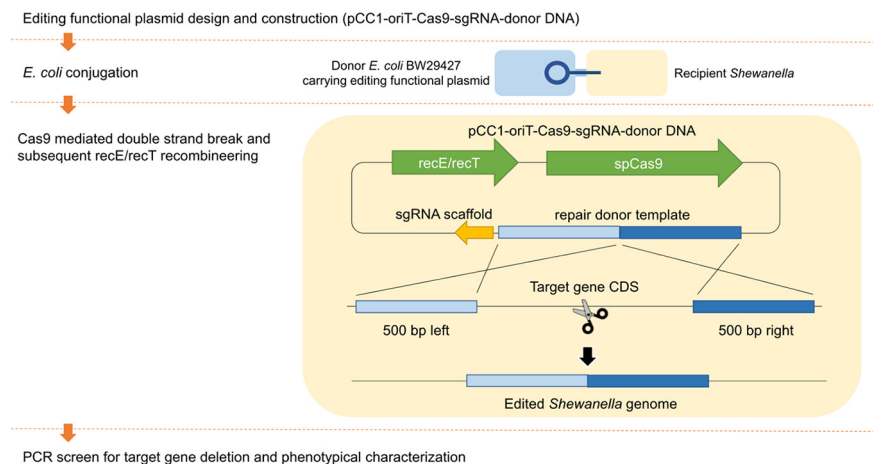 Editing functional plasmid design and construction (pCC1-oriT-Cas9-sgRNA-donor DNA)
E. coli conjugation
Donor E. coli BW29427
carrying editing functional plasmid
Recipient Shewanella
Cas9 mediated double strand break and
subsequent recE/recT recombineering
pCC1-oriT-Cas9-sgRNA-donor DNA
recE/recT
spCas9
sgRNA scaffold
repair donor template
Target gene CDS
500 bp left
500 bp right
Edited Shewanella genome
PCR screen for target gene deletion and phenotypical characterization